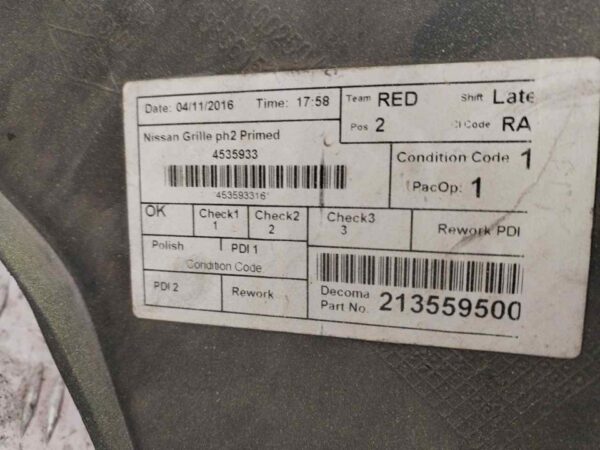 Date: 04/11/2016 Time: 17:58
Team RED Shift Late
Pos 2 Code RA
Nissan Grille ph2 Primed
4535933
453593316
Condition Code 1
PacOp: 1
OK Check1 1 Check2 2 Check3 3 Rework PDI
Polish PDI 1
Condition Code
PDI 2 Rework
Decoma Part No. 213559500